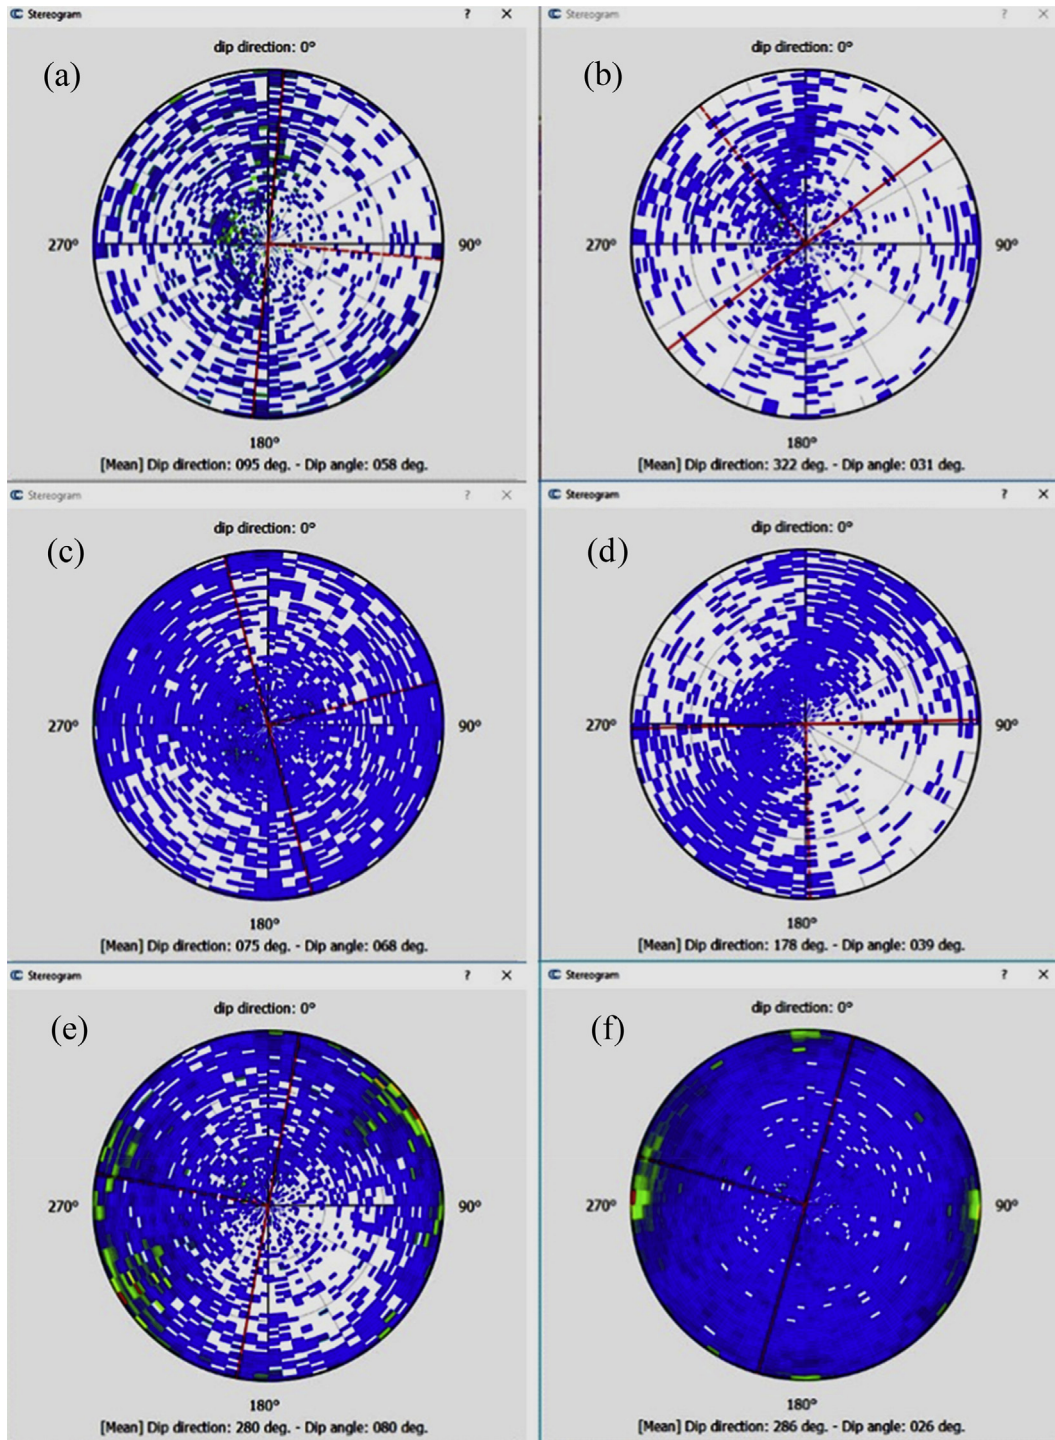 Stereogram ? ×
(a)
dip direction: 0°
270° 90°
180°
[Mean] Dip direction: 095 deg. - Dip angle: 058 deg.
Stereogram ? ×
(b)
dip direction: 0°
270° 90°
180°
[Mean] Dip direction: 322 deg. - Dip angle: 031 deg.
Stereogram ? ×
(c)
dip direction: 0°
270° 90°
180°
[Mean] Dip direction: 075 deg. - Dip angle: 068 deg.
Stereogram ? ×
(d)
dip direction: 0°
270° 90°
180°
[Mean] Dip direction: 178 deg. - Dip angle: 039 deg.
Stereogram ? ×
(e)
dip direction: 0°
270° 90°
180°
[Mean] Dip direction: 280 deg. - Dip angle: 080 deg.
Stereogram ? ×
(f)
dip direction: 0°
270° 90°
180°
[Mean] Dip direction: 286 deg. - Dip angle: 026 deg.